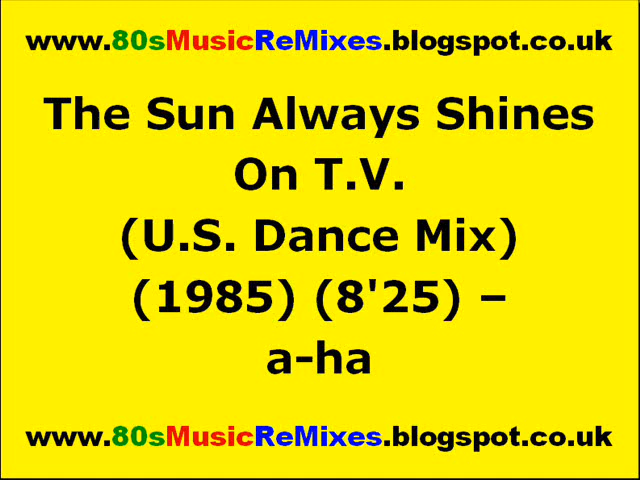 www.80sMusicReMixes.blogspot.co.uk
The Sun Always Shines
On T.V.
(U.S. Dance Mix)
(1985) (8'25) –
a-ha
www.80sMusicReMixes.blogspot.co.uk